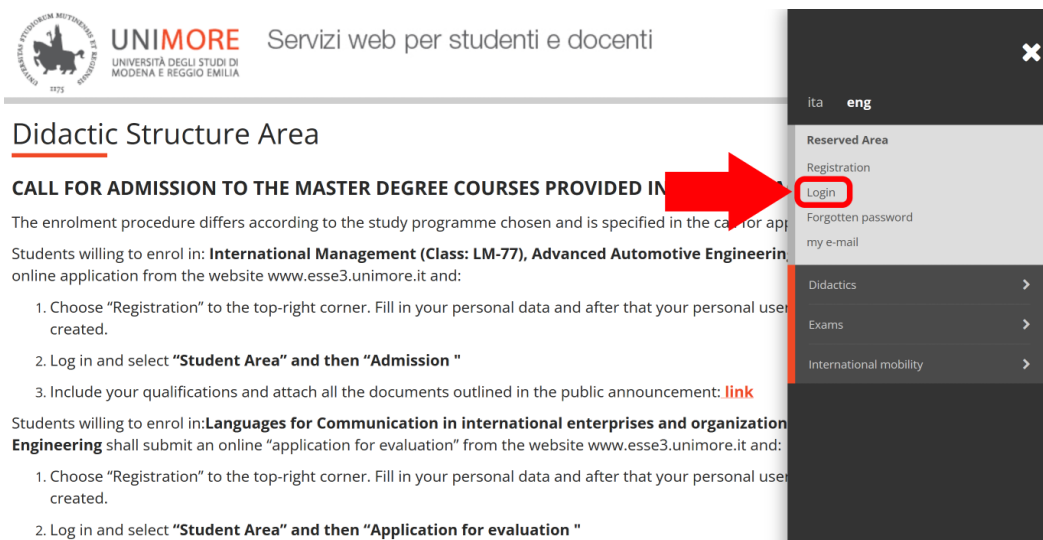 UNIMORE
UNIVERSITÀ DEGLI STUDI DI
MODENA E REGGIO EMILIA
1175
Servizi web per studenti e docenti
Didactic Structure Area
CALL FOR ADMISSION TO THE MASTER DEGREE COURSES PROVIDED IN
The enrolment procedure differs according to the study programme chosen and is specified in the
Students willing to enrol in: International Management (Class: LM-77), Advanced Automotive
online application from the website www.esse3.unimore.it and:
1. Choose “Registration” to the top-right corner. Fill in your personal data and after that your personal
created.
2. Log in and select “Student Area” and then “Admission "
3. Include your qualifications and attach all the documents outlined in the public announcement: link
Students willing to enrol in:Languages for Communication in international enterprises and
Engineering shall submit an online “application for evaluation” from the website www.esse3.unimore.it and:
1. Choose “Registration” to the top-right corner. Fill in your personal data and after that your personal
created.
2. Log in and select “Student Area” and then “Application for evaluation "
ita eng
Reserved Area
Registration
Login
Forgotten password
my e-mail
Didactics
Exams
International mobility